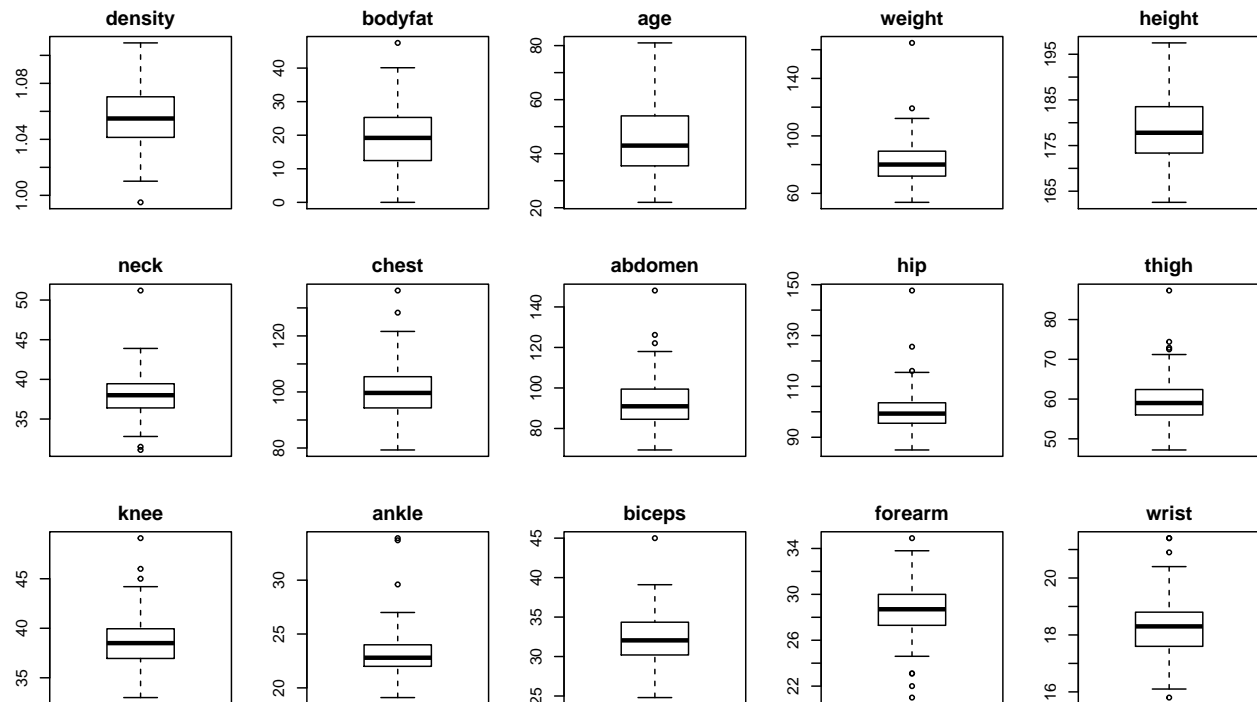 density bodyfat age weight height
1.00 1.04 1.08
0 10 20 30 40
20 40 60 80
60 100 140
165 175 185 195
neck chest abdomen hip thigh
35 40 45 50
80 100 120
80 100 120 140
90 110 130 150
50 60 70 80
knee ankle biceps forearm wrist
35 40 45
20 25 30
25 30 35 40 45
22 26 30 34
16 18 20